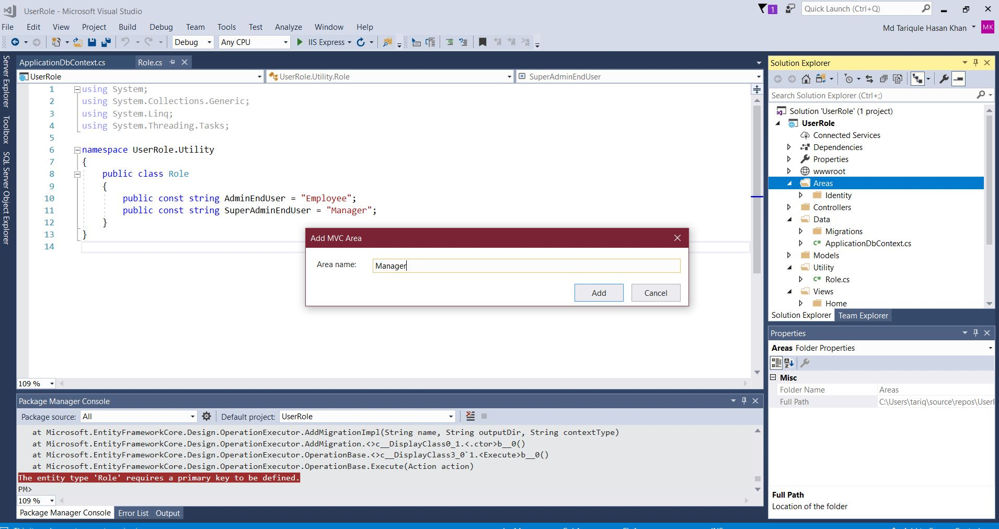 UserRole - Microsoft Visual Studio
1
Quick Launch (Ctrl+Q)
File Edit View Project Build Debug Team Tools Test Analyze Window Help
Md Tariqule Hasan Khan MK
Debug Any CPU IIS Express
Server Explorer
Toolbox
SQL Server Object Explorer
ApplicationDbContext.cs Role.cs
UserRole UserRole.Utility.Role SuperAdminEndUser
1 using System;
2 using System.Collections.Generic;
3 using System.Linq;
4 using System.Threading.Tasks;
5
6 namespace UserRole.Utility
7 {
8 public class Role
9 {
10 public const string AdminEndUser = "Employee";
11 public const string SuperAdminEndUser = "Manager";
12 }
13 }
14
Add MVC Area
Area name: Manager
Add Cancel
109 %
Package Manager Console
Package source: All Default project: UserRole
at Microsoft.EntityFrameworkCore.Design.OperationExecutor.AddMigrationImpl(String name, String outputDir, String contextType)
at Microsoft.EntityFrameworkCore.Design.OperationExecutor.AddMigration.<>c__DisplayClass0_1.<.ctor>b__0()
at Microsoft.EntityFrameworkCore.Design.OperationExecutor.OperationBase.<>c__DisplayClass3_0`1.<Execute>b__0()
at Microsoft.EntityFrameworkCore.Design.OperationExecutor.OperationBase.Execute(Action action)
The entity type 'Role' requires a primary key to be defined.
PM>
109 %
Package Manager Console Error List Output
Solution Explorer
Search Solution Explorer (Ctrl+;)
Solution 'UserRole' (1 project)
UserRole
Connected Services
Dependencies
Properties
wwwroot
Areas
Identity
Controllers
Data
Migrations
C# ApplicationDbContext.cs
Models
Utility
C# Role.cs
Views
Home
Solution Explorer Team Explorer
Properties
Areas Folder Properties
Misc
Folder Name Areas
Full Path C:\Users\tariq\source\repos\UserI
Full Path
Location of the folder